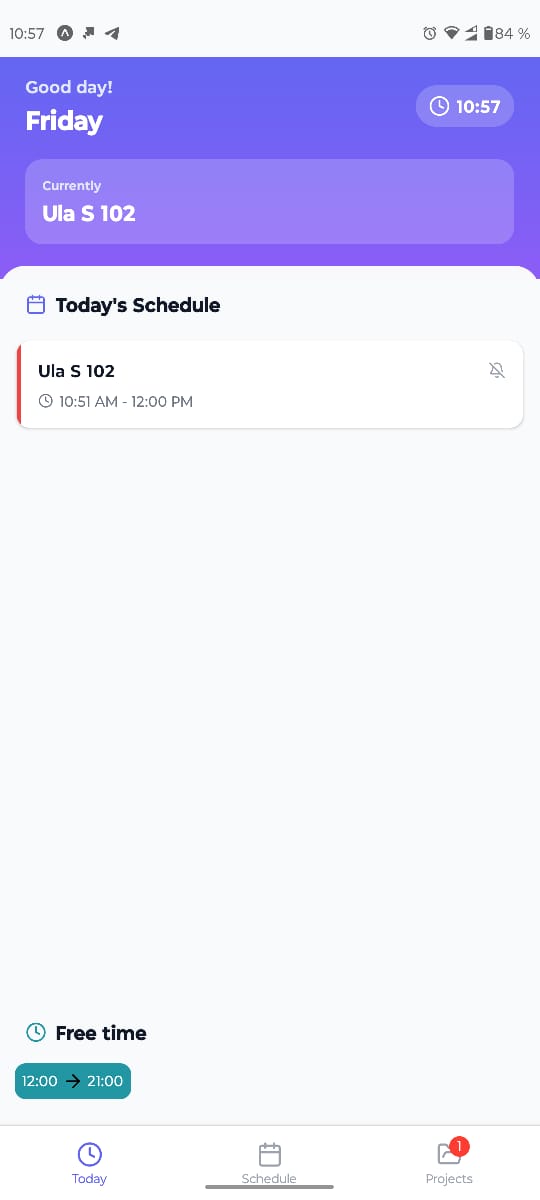 10:57
84 %
Good day!
Friday
10:57
Currently
Ula S 102
Today's Schedule
Ula S 102
10:51 AM - 12:00 PM
Free time
12:00 → 21:00
1
Today
Schedule
Projects